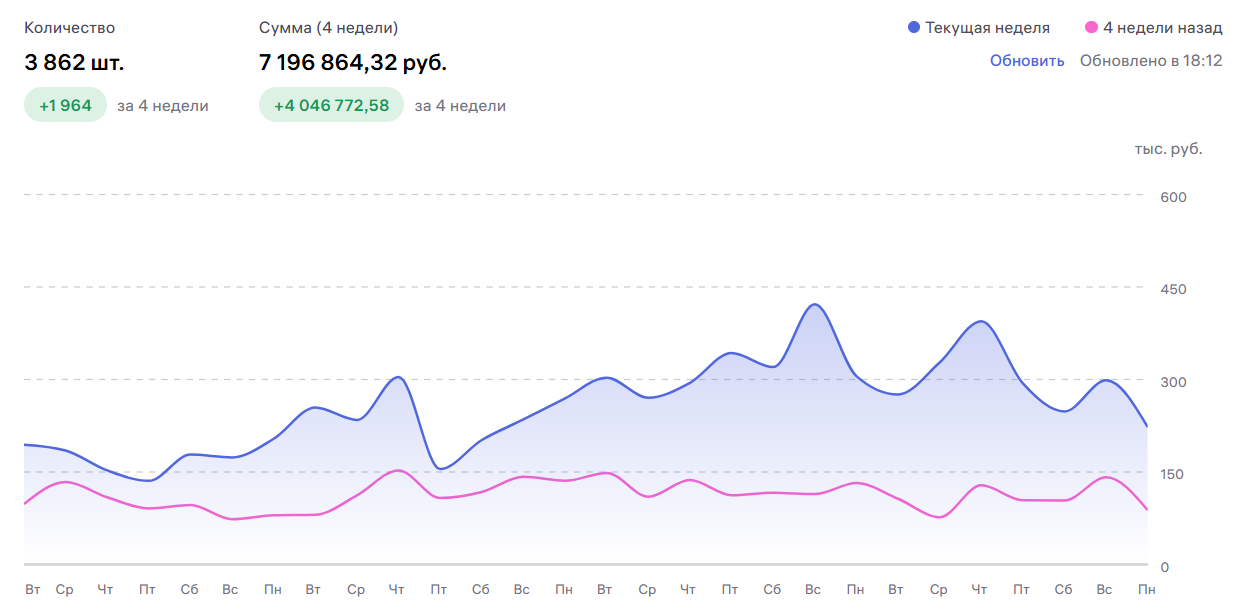 Количество
Сумма (4 недели)
Текущая неделя
4 недели назад
3 862 шт.
7 196 864,32 руб.
Обновить
Обновлено в 18:12
+1 964 за 4 недели
+4 046 772,58 за 4 недели
тыс. руб.
600
450
300
150
0
Вт Ср Чт Пт Сб Вс Пн Вт Ср Чт Пт Сб Вс Пн Вт Ср Чт Пт Сб Вс Пн Вт Ср Чт Пт Сб Вс Пн